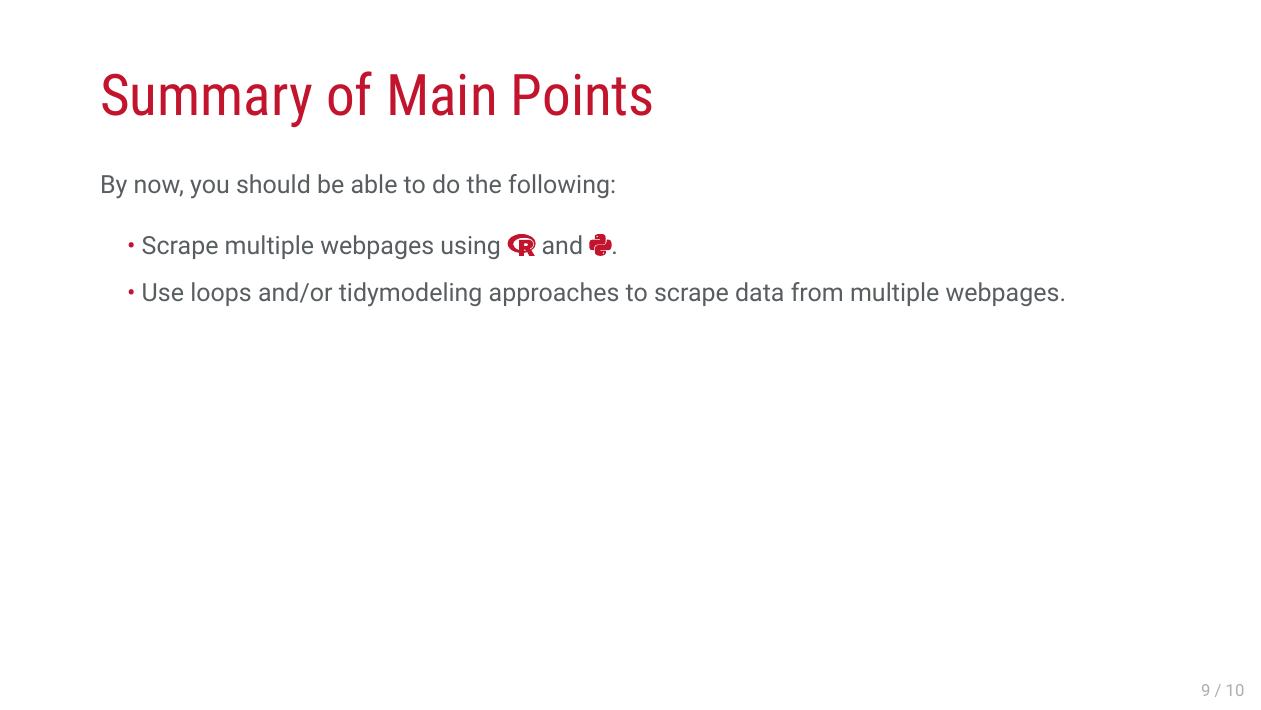 Summary of Main Points
By now, you should be able to do the following:
• Scrape multiple webpages using R and .
• Use loops and/or tidymodeling approaches to scrape data from multiple webpages.
9 / 10